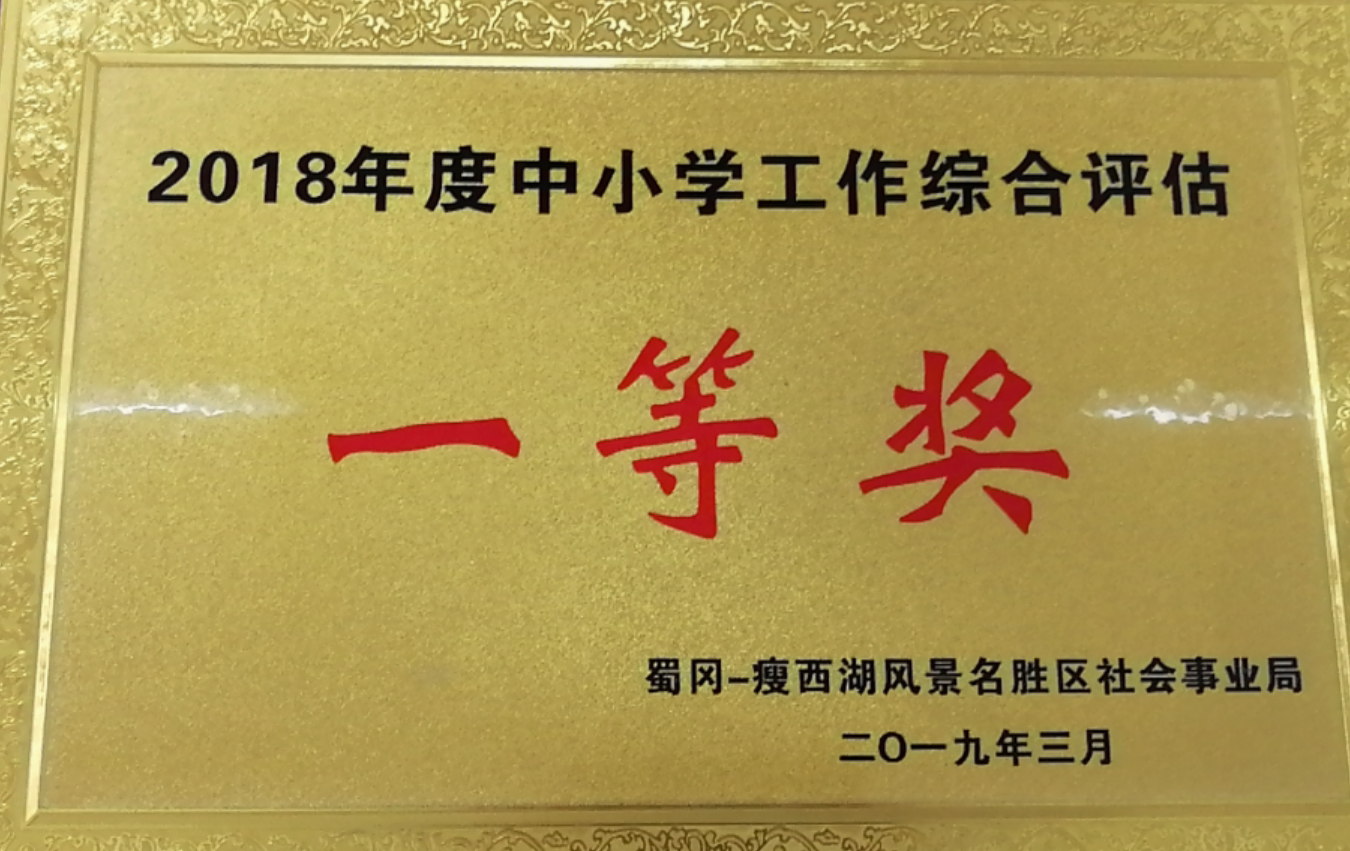 2018年度中小学工作综合评估
一等奖
蜀冈-瘦西湖风景名胜区社会事业局
二〇一九年三月